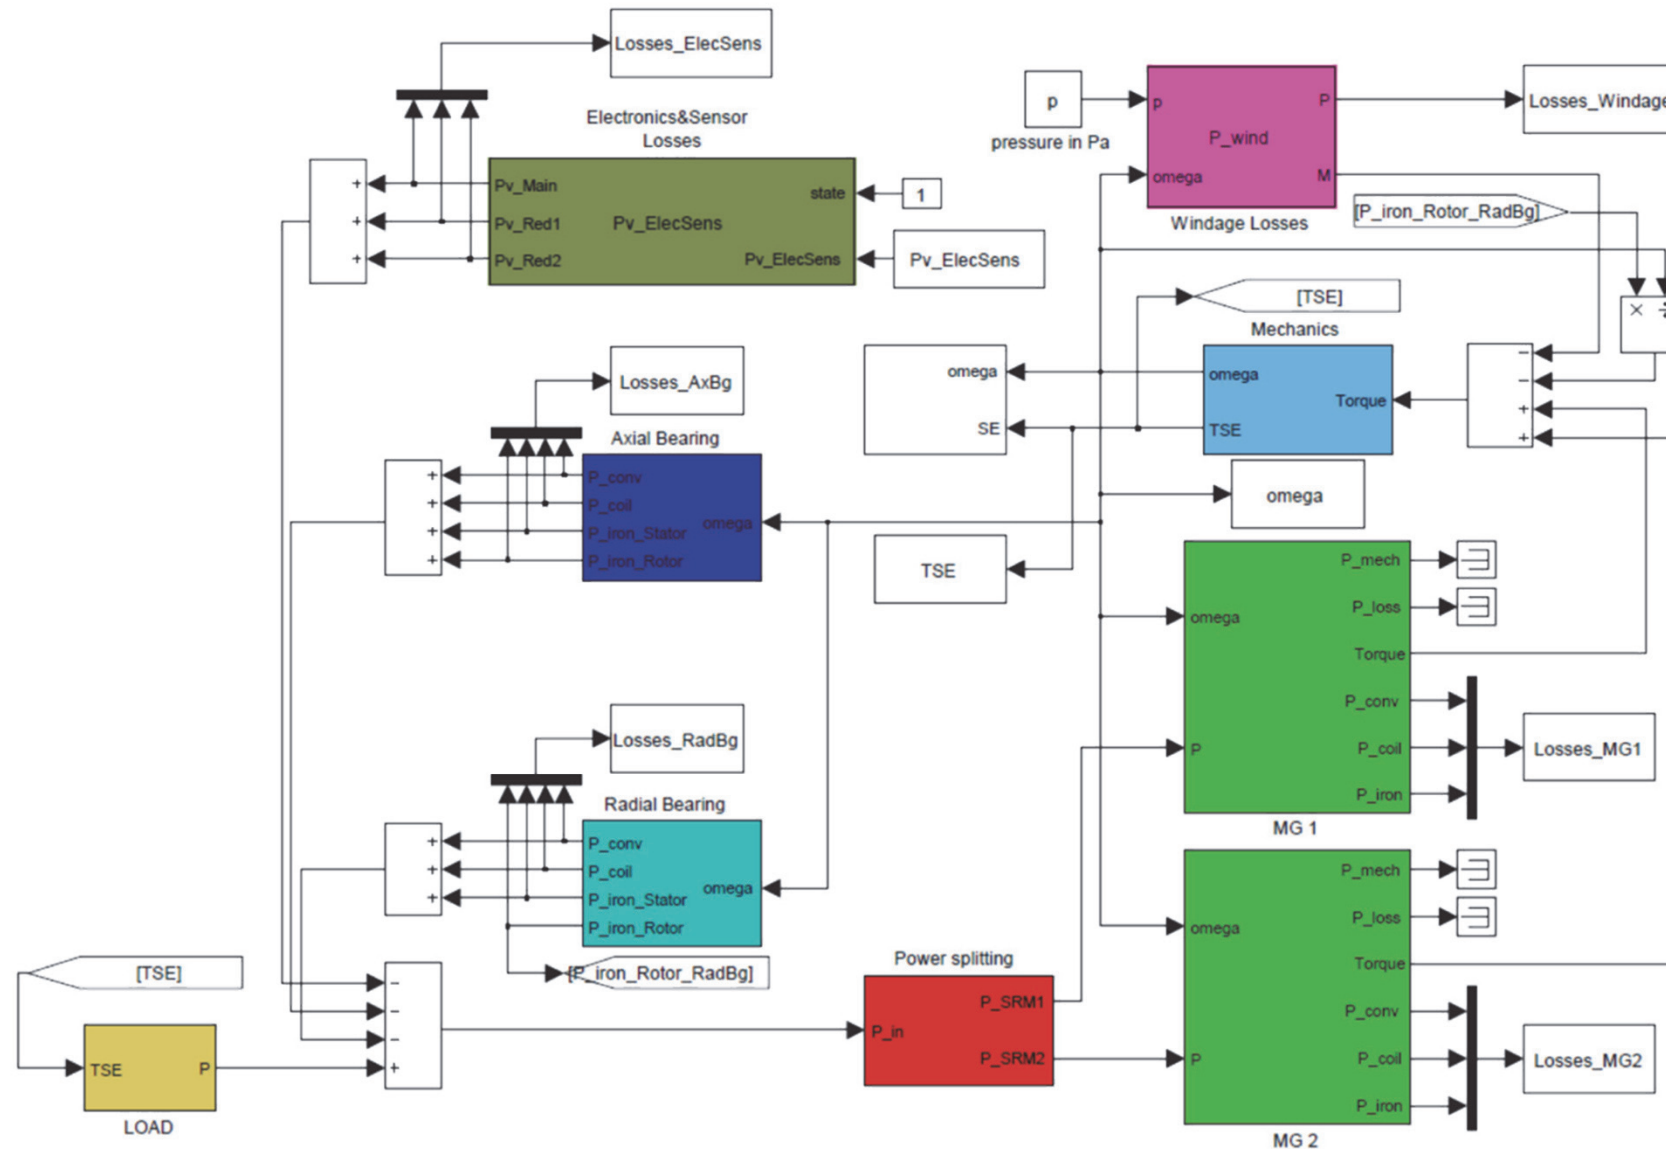 Losses_ElecSens
Electronics&Sensor
Losses
Pv_Main
Pv_Red1
Pv_Red2
Pv_ElecSens
state
Pv_ElecSens
1
Pv_ElecSens
+
+
+
p
pressure in Pa
p
omega
P_wind
P
M
Windage Losses
Losses_Windage
[P_iron_Rotor_RadBg]
×
[TSE]
Mechanics
omega
TSE
Torque
−
−
+
+
omega
SE
omega
TSE
Losses_AxBg
Axial Bearing
P_conv
P_coil
P_iron_Stator
P_iron_Rotor
omega
+
+
+
+
Losses_RadBg
Radial Bearing
P_conv
P_coil
P_iron_Stator
P_iron_Rotor
omega
+
+
+
[P_iron_Rotor_RadBg]
[TSE]
TSE
P
LOAD
−
−
−
+
Power splitting
P_in
P_SRM1
P_SRM2
omega
P
P_mech
P_loss
Torque
P_conv
P_coil
P_iron
MG 1
Losses_MG1
omega
P
P_mech
P_loss
Torque
P_conv
P_coil
P_iron
MG 2
Losses_MG2